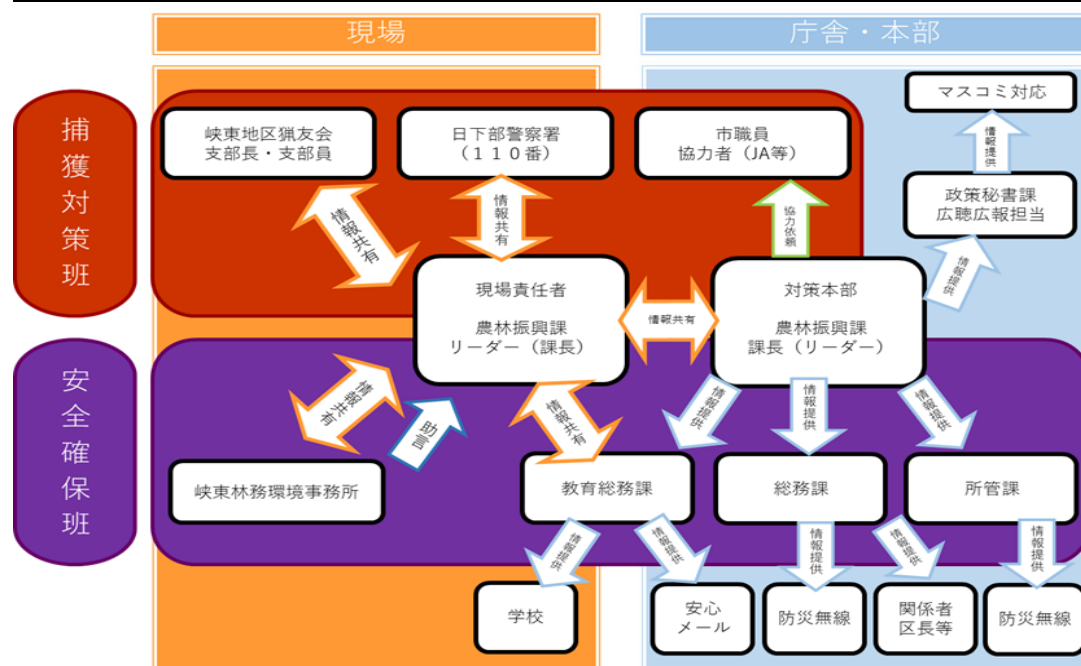 現場
庁舎・本部
捕獲対策班
峡東地区猟友会
支部長・支部員
日下部警察署
（１１０番）
市職員
協力者（JA等）
マスコミ対応
情報提供
政策秘書課
広聴広報担当
情報共有
情報共有
協力依頼
情報提供
現場責任者
農林振興課
リーダー（課長）
情報共有
対策本部
農林振興課
課長（リーダー）
安全確保班
情報共有
助言
情報共有
情報提供
情報提供
情報提供
峡東林務環境事務所
教育総務課
総務課
所管課
情報提供
情報提供
情報提供
情報提供
情報提供
学校
安心
メール
防災無線
関係者
区長等
防災無線